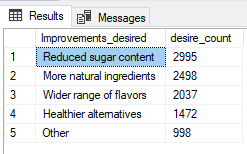 Results Messages
Improvements_desired desire_count
1 Reduced sugar content 2995
2 More natural ingredients 2498
3 Wider range of flavors 2037
4 Healthier alternatives 1472
5 Other 998